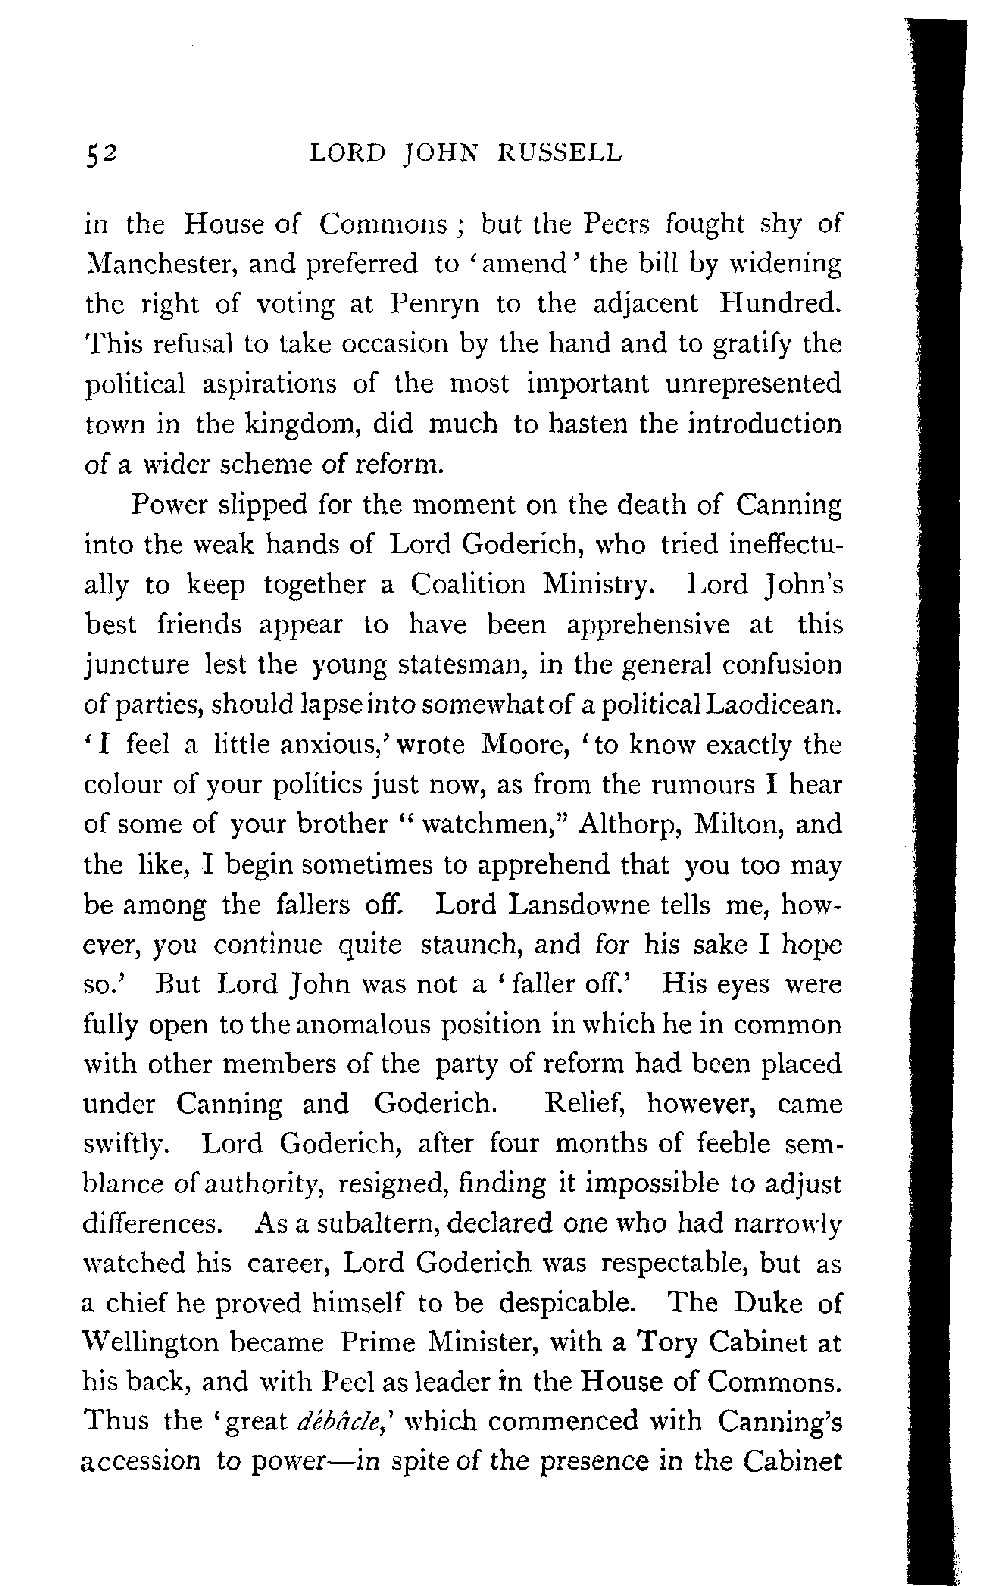 52 LORD JOHN RUSSELL
in the House of Commons ; but the Peers fought shy of
Manchester, and preferred to ‘amend’ the bill by widening
the right of voting at Penryn to the adjacent Hundred.
This refusal to take occasion by the hand and to gratify the
political aspirations of the most important unrepresented
town in the kingdom, did much to hasten the introduction
of a wider scheme of reform.
Power slipped for the moment on the death of Canning
into the weak hands of Lord Goderich, who tried ineffectu-
ally to keep together a Coalition Ministry. Lord John’s
best friends appear to have been apprehensive at this
juncture lest the young statesman, in the general confusion
of parties, should lapse into somewhat of a political Laodicean.
‘I feel a little anxious,’ wrote Moore, ‘to know exactly the
colour of your politics just now, as from the rumours I hear
of some of your brother “watchmen,” Althorp, Milton, and
the like, I begin sometimes to apprehend that you too may
be among the fallers off. Lord Lansdowne tells me, how-
ever, you continue quite staunch, and for his sake I hope
so.’ But Lord John was not a ‘faller off.’ His eyes were
fully open to the anomalous position in which he in common
with other members of the party of reform had been placed
under Canning and Goderich. Relief, however, came
swiftly. Lord Goderich, after four months of feeble sem-
blance of authority, resigned, finding it impossible to adjust
differences. As a subaltern, declared one who had narrowly
watched his career, Lord Goderich was respectable, but as
a chief he proved himself to be despicable. The Duke of
Wellington became Prime Minister, with a Tory Cabinet at
his back, and with Peel as leader in the House of Commons.
Thus the ‘great débâcle,’ which commenced with Canning’s
accession to power—in spite of the presence in the Cabinet